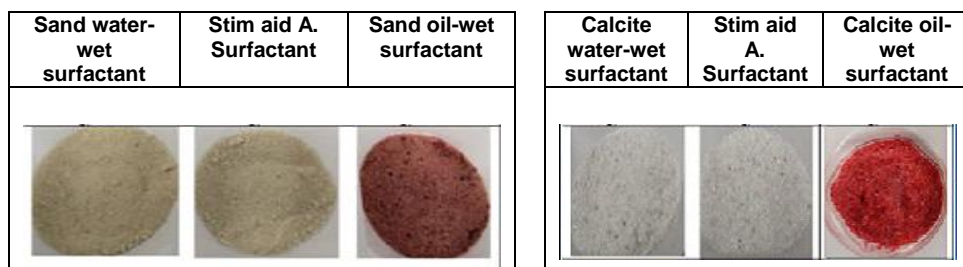 Sand water-
wet
surfactant
Stim aid A.
Surfactant
Sand oil-wet
surfactant
Calcite
water-wet
surfactant
Stim aid
A.
Surfactant
Calcite oil-
wet
surfactant